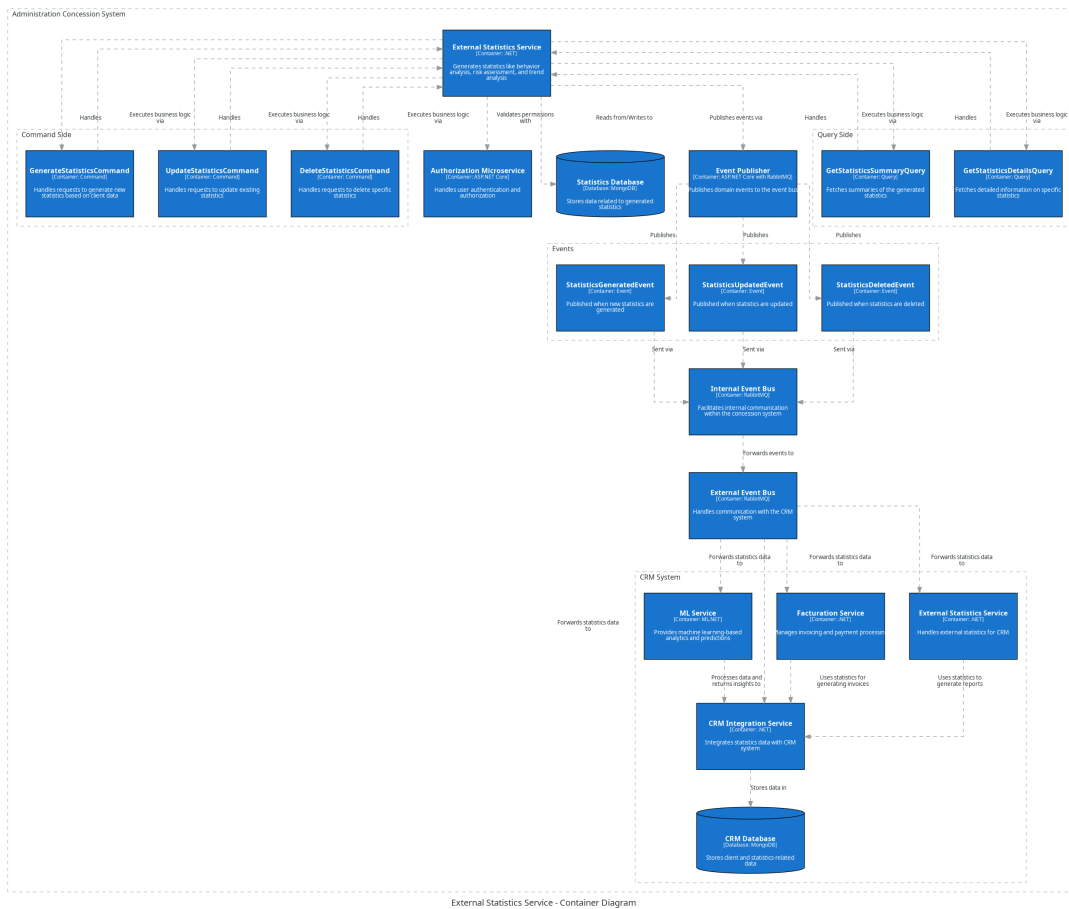 Administration Concession System
External Statistics Service
[Container: .NET]
Generates statistics like behavior
analysis, risk assessment, and trend
analysis
Handles
Executes business logic
via
Handles
Executes business logic
via
Handles
Executes business logic
via
Validates permissions
with
Reads from/Writes to
Publishes events via
Handles
Executes business logic
via
Handles
Executes business logic
via
Command Side
GenerateStatisticsCommand
[Container: Command]
Handles requests to generate new
statistics based on client data
UpdateStatisticsCommand
[Container: Command]
Handles requests to update existing
statistics
DeleteStatisticsCommand
[Container: Command]
Handles requests to delete specific
statistics
Authorization Microservice
[Container: ASP.NET Core]
Handles user authentication and
authorization
Statistics Database
[Database: MongoDB]
Stores data related to generated
statistics
Event Publisher
[Container: ASP.NET Core with RabbitMQ]
Publishes domain events to the event bus
Query Side
GetStatisticsSummaryQuery
[Container: Query]
Fetches summaries of the generated
statistics
GetStatisticsDetailsQuery
[Container: Query]
Fetches detailed information on specific
statistics
Publishes
Publishes
Publishes
Events
StatisticsGeneratedEvent
[Container: Event]
Published when new statistics are
generated
StatisticsUpdatedEvent
[Container: Event]
Published when statistics are updated
StatisticsDeletedEvent
[Container: Event]
Published when statistics are deleted
Sent via
Sent via
Sent via
Internal Event Bus
[Container: RabbitMQ]
Facilitates internal communication
within the concession system
Forwards events to
External Event Bus
[Container: RabbitMQ]
Handles communication with the CRM
system
Forwards statistics data
to
Forwards statistics data
to
Forwards statistics data
to
Forwards statistics data
to
CRM System
ML Service
[Container: ML.NET]
Provides machine learning-based
analytics and predictions
Facturation Service
[Container: .NET]
Manages invoicing and payment processing
External Statistics Service
[Container: .NET]
Handles external statistics for CRM
Processes data and
returns insights to
Uses statistics for
generating invoices
Uses statistics to
generate reports
CRM Integration Service
[Container: .NET]
Integrates statistics data with CRM
system
Stores data in
CRM Database
[Database: MongoDB]
Stores client and statistics-related
data
External Statistics Service - Container Diagram